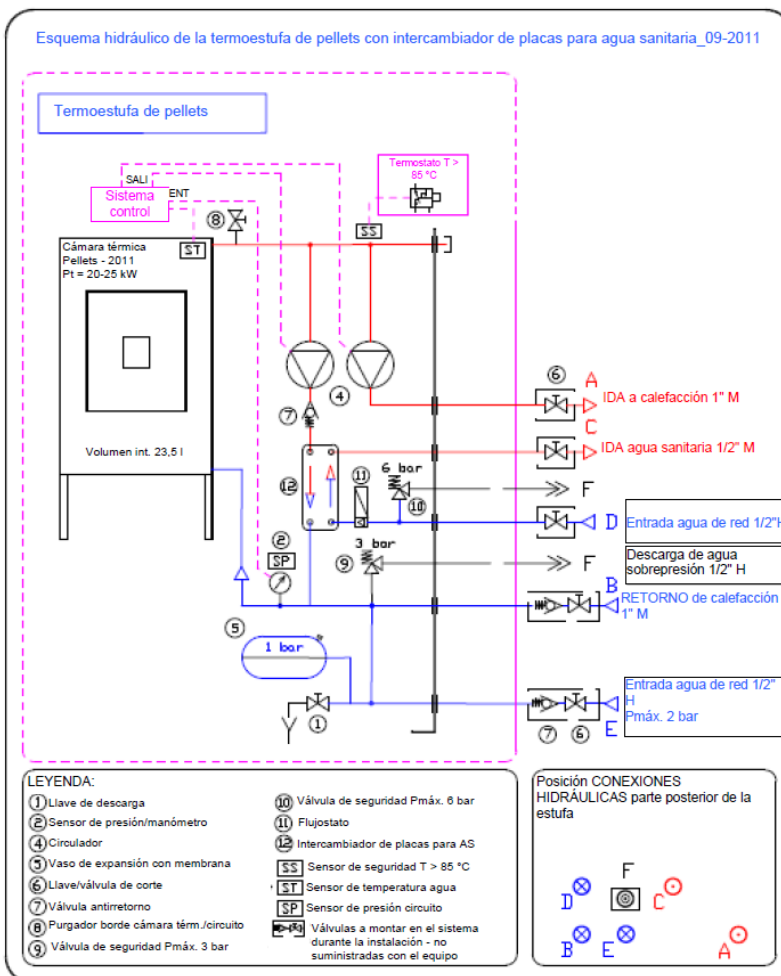 Esquema hidráulico de la termoestufa de pellets con intercambiador de placas para agua sanitaria_09-2011
Termoestufa de pellets
SALI
ENT
Sistema
control
Termostato T >
85 °C
8
SS
ST
Cámara térmica
Pellets - 2011
Pt = 20-25 kW
Volumen int. 23,5 l
4
7
6
A
IDA a calefacción 1" M
C
IDA agua sanitaria 1/2" M
12
11
6 bar
10
F
D
Entrada agua de red 1/2"H
2
SP
3 bar
9
F
Descarga de agua
sobrepresión 1/2" H
B
RETORNO de calefacción
1" M
5
1 bar
1
7
6
E
Entrada agua de red 1/2"
H
Pmáx. 2 bar
LEYENDA:
1 Llave de descarga
2 Sensor de presión/manómetro
4 Circulador
5 Vaso de expansión con membrana
6 Llave/válvula de corte
7 Válvula antirretorno
8 Purgador borde cámara térm./circuito
9 Válvula de seguridad Pmáx. 3 bar
10 Válvula de seguridad Pmáx. 6 bar
11 Flujostato
12 Intercambiador de placas para AS
SS Sensor de seguridad T > 85 °C
ST Sensor de temperatura agua
SP Sensor de presión circuito
Válvulas a montar en el sistema
durante la instalación - no
suministradas con el equipo
Posición CONEXIONES
HIDRÁULICAS parte posterior de la
estufa
F
D
C
B
E
A